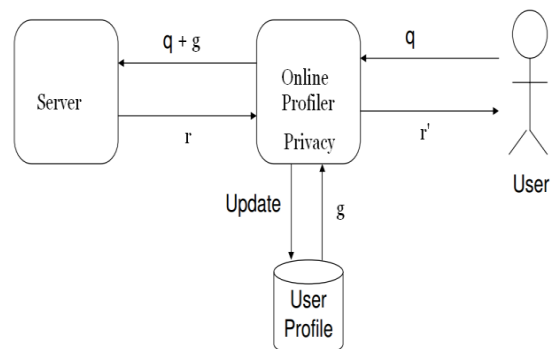 q + g
q
Server
Online
Profiler
Privacy
r
r'
User
Update
g
User
Profile